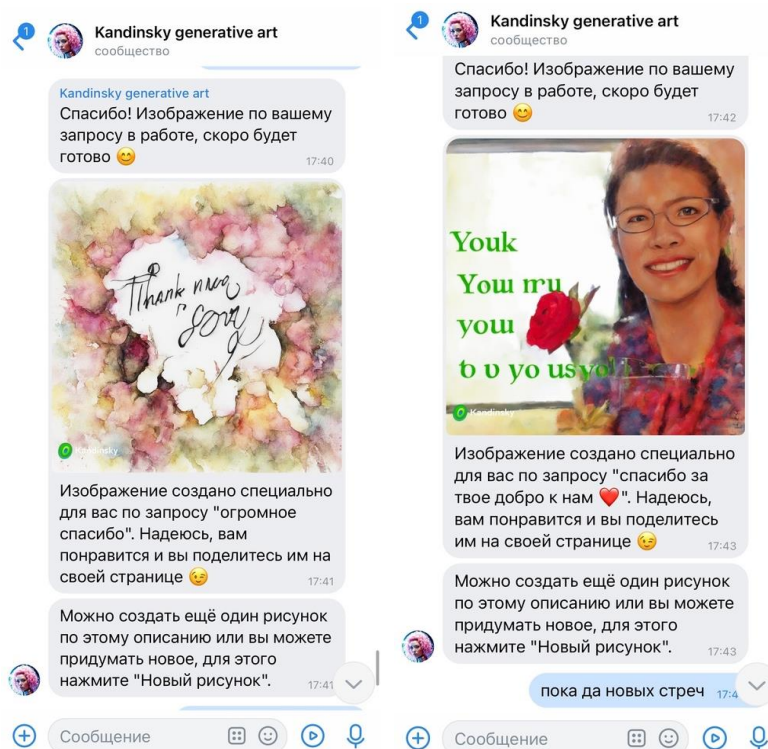 1
Kandinsky generative art
сообщество
Kandinsky generative art
Спасибо! Изображение по вашему
запросу в работе, скоро будет
готово 😊
17:40
Thank
Kandinsky
Изображение создано специально
для вас по запросу "огромное
спасибо". Надеюсь, вам
понравится и вы поделитесь им на
своей странице 😉
17:41
Можно создать ещё один рисунок
по этому описанию или вы можете
придумать новое, для этого
нажмите "Новый рисунок".
17:41
Сообщение
1
Kandinsky generative art
сообщество
Спасибо! Изображение по вашему
запросу в работе, скоро будет
готово 😊
17:42
Youk
You
you
Kandinsky
Изображение создано специально
для вас по запросу "спасибо за
твое добро к нам ❤️". Надеюсь,
вам понравится и вы поделитесь
им на своей странице 😉
17:43
Можно создать ещё один рисунок
по этому описанию или вы можете
придумать новое, для этого
нажмите "Новый рисунок".
17:43
пока да новых стреч
Сообщение